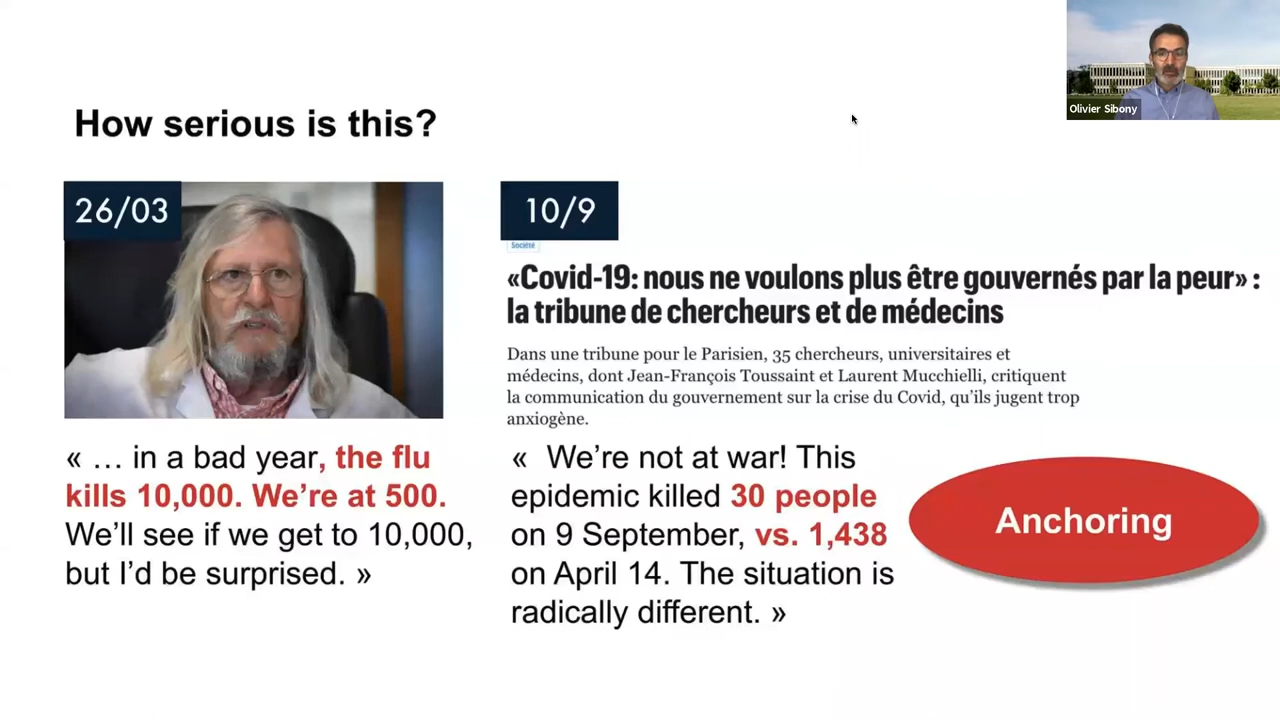 Olivier Sibony
How serious is this?
26/03
« … in a bad year, the flu
kills 10,000. We’re at 500.
We’ll see if we get to 10,000,
but I’d be surprised. »
10/9
Société
«Covid-19: nous ne voulons plus être gouvernés par la peur» :
la tribune de chercheurs et de médecins
Dans une tribune pour le Parisien, 35 chercheurs, universitaires et
médecins, dont Jean-François Toussaint et Laurent Mucchielli, critiquent
la communication du gouvernement sur la crise du Covid, qu’ils jugent trop
anxiogène.
« We’re not at war! This
epidemic killed 30 people
on 9 September, vs. 1,438
on April 14. The situation is
radically different. »
Anchoring